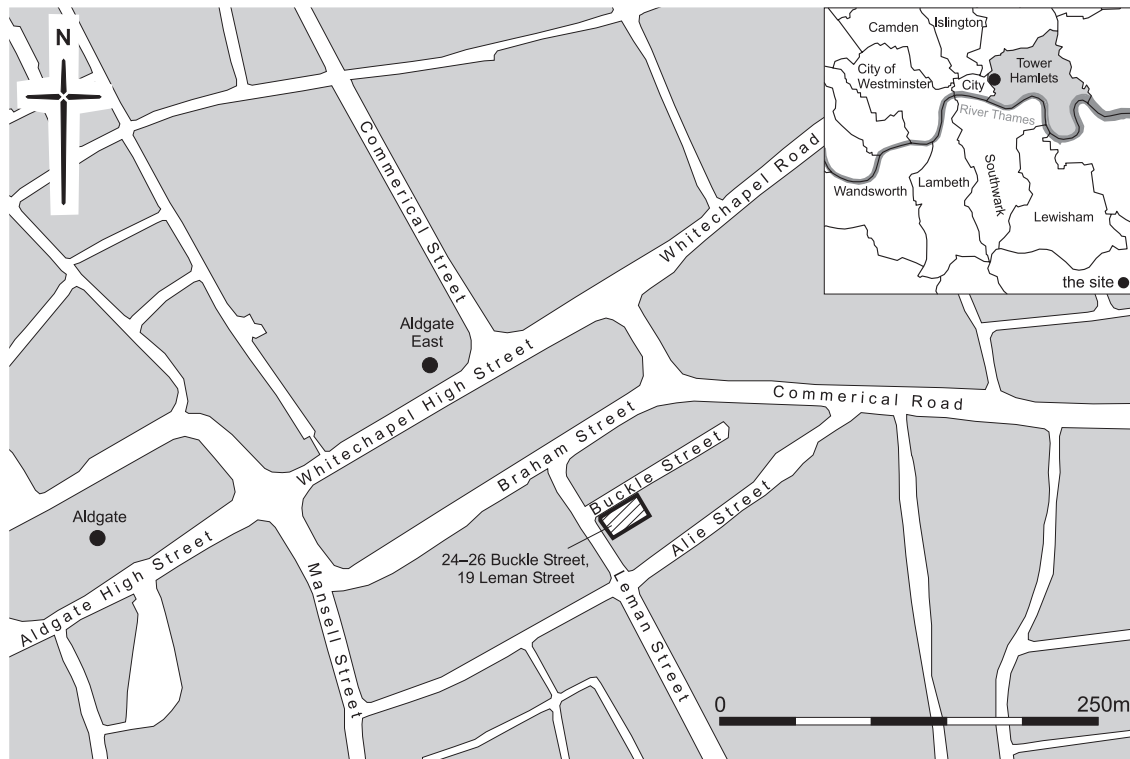 N
Commerical Street
Whitechapel Road
Aldgate
East
Whitechapel High Street
Commerical Road
Braham Street
Buckle Street
Alie Street
Aldgate
24–26 Buckle Street,
19 Leman Street
Aldgate High Street
Mansell Street
Leman Street
0 250m
Camden
Islington
City of
Westminster
City
Tower
Hamlets
River Thames
Wandsworth
Lambeth
Southwark
Lewisham
the site